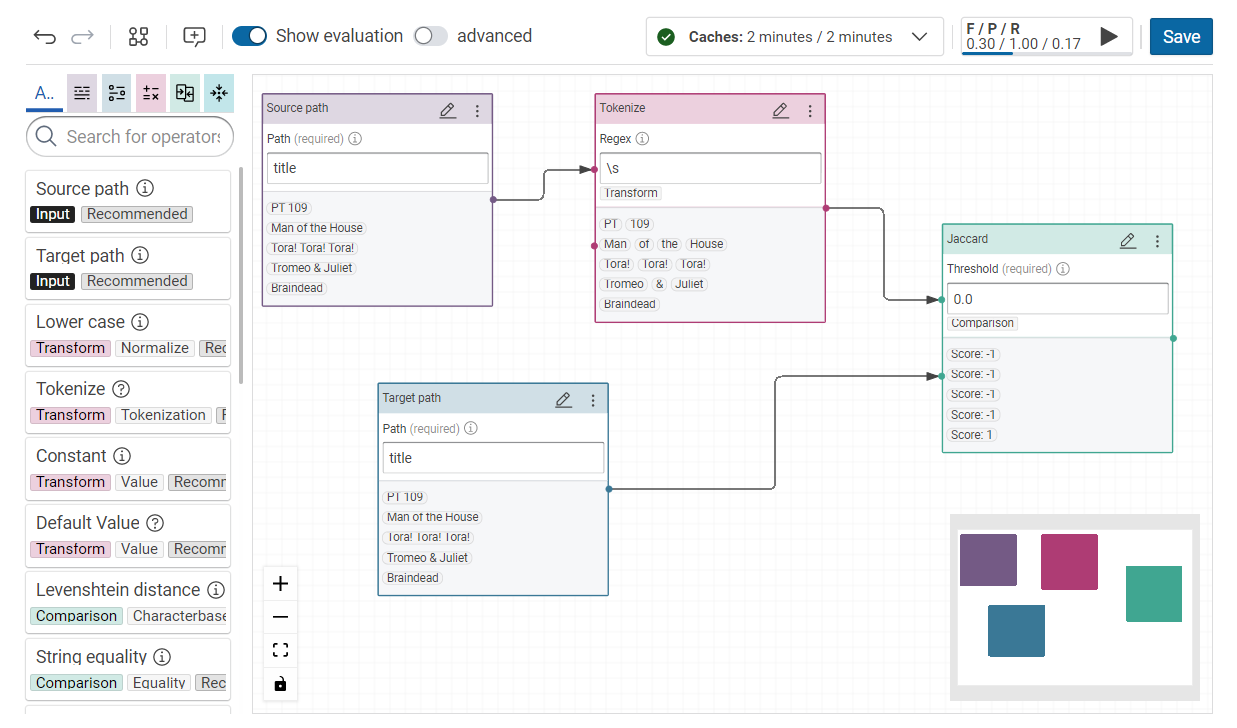 Show evaluation
advanced
Caches: 2 minutes / 2 minutes
F / P / R
0.30 / 1.00 / 0.17
Save
A..
Search for operators
Source path
Input Recommended
Target path
Input Recommended
Lower case
Transform Normalize Rec
Tokenize
Transform Tokenization
Constant
Transform Value Recomm
Default Value
Transform Value Recomm
Levenshtein distance
Comparison Characterbase
String equality
Comparison Equality Rec
Source path
Path (required)
title
PT 109
Man of the House
Tora! Tora! Tora!
Tromeo & Juliet
Braindead
Tokenize
Regex
\s
Transform
PT 109
Man of the House
Tora! Tora! Tora!
Tromeo & Juliet
Braindead
Target path
Path (required)
title
PT 109
Man of the House
Tora! Tora! Tora!
Tromeo & Juliet
Braindead
Jaccard
Threshold (required)
0.0
Comparison
Score: -1
Score: -1
Score: -1
Score: -1
Score: 1